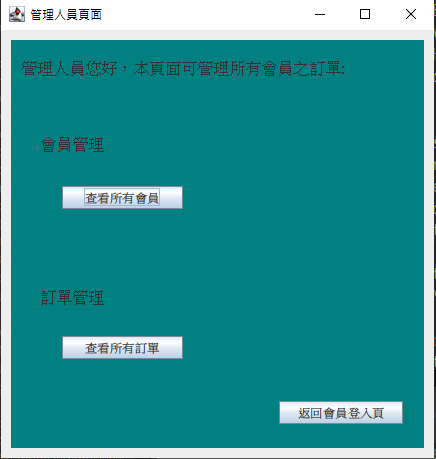 管理人員頁面
管理人員您好，本頁面可管理所有會員之訂單:
會員管理
查看所有會員
訂單管理
查看所有訂單
返回會員登入頁